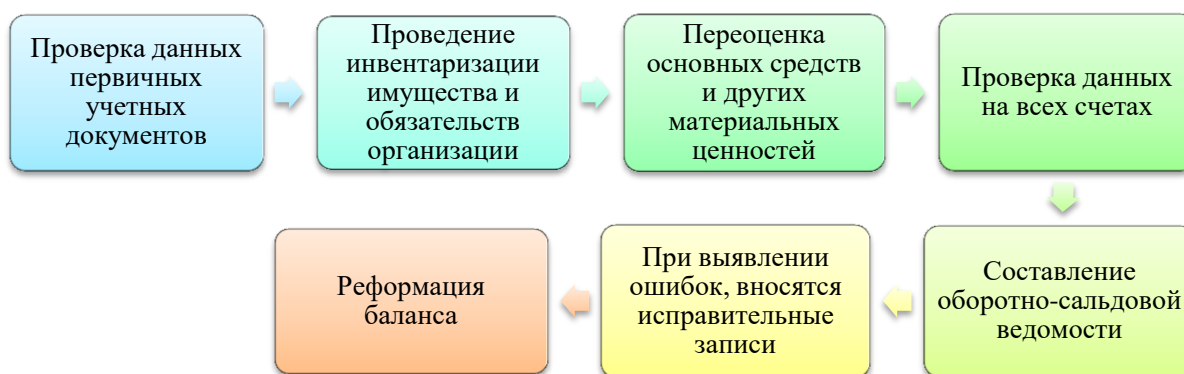 Проверка данных
первичных
учетных
документов
Проведение
инвентаризации
имущества и
обязательств
организации
Переоценка
основных средств
и других
материальных
ценностей
Проверка данных
на всех счетах
Составление
оборотно-сальдовой
ведомости
При выявлении
ошибок, вносятся
исправительные
записи
Реформация
баланса